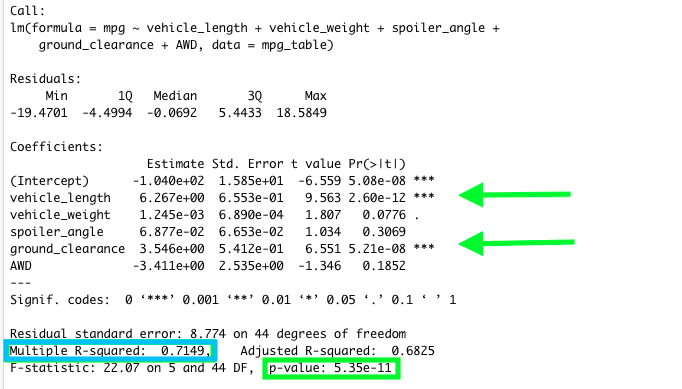 Call:
lm(formula = mpg ~ vehicle_length + vehicle_weight + spoiler_angle +
    ground_clearance + AWD, data = mpg_table)
Residuals:
     Min       1Q   Median       3Q      Max
-19.4701  -4.4994  -0.0692   5.4433  18.5849
Coefficients:
                   Estimate Std. Error t value Pr(>|t|)
(Intercept)      -1.040e+02  1.585e+01  -6.559 5.08e-08 ***
vehicle_length    6.267e+00  6.553e-01   9.563 2.60e-12 ***
vehicle_weight    1.245e-03  6.890e-04   1.807   0.0776 .
spoiler_angle     6.877e-02  6.653e-02   1.034   0.3069
ground_clearance  3.546e+00  5.412e-01   6.551 5.21e-08 ***
AWD              -3.411e+00  2.535e+00  -1.346   0.1852
---
Signif. codes:  0 ‘***’ 0.001 ‘**’ 0.01 ‘*’ 0.05 ‘.’ 0.1 ‘ ’ 1
Residual standard error: 8.774 on 44 degrees of freedom
Multiple R-squared:  0.7149,    Adjusted R-squared:  0.6825
F-statistic: 22.07 on 5 and 44 DF,  p-value: 5.35e-11